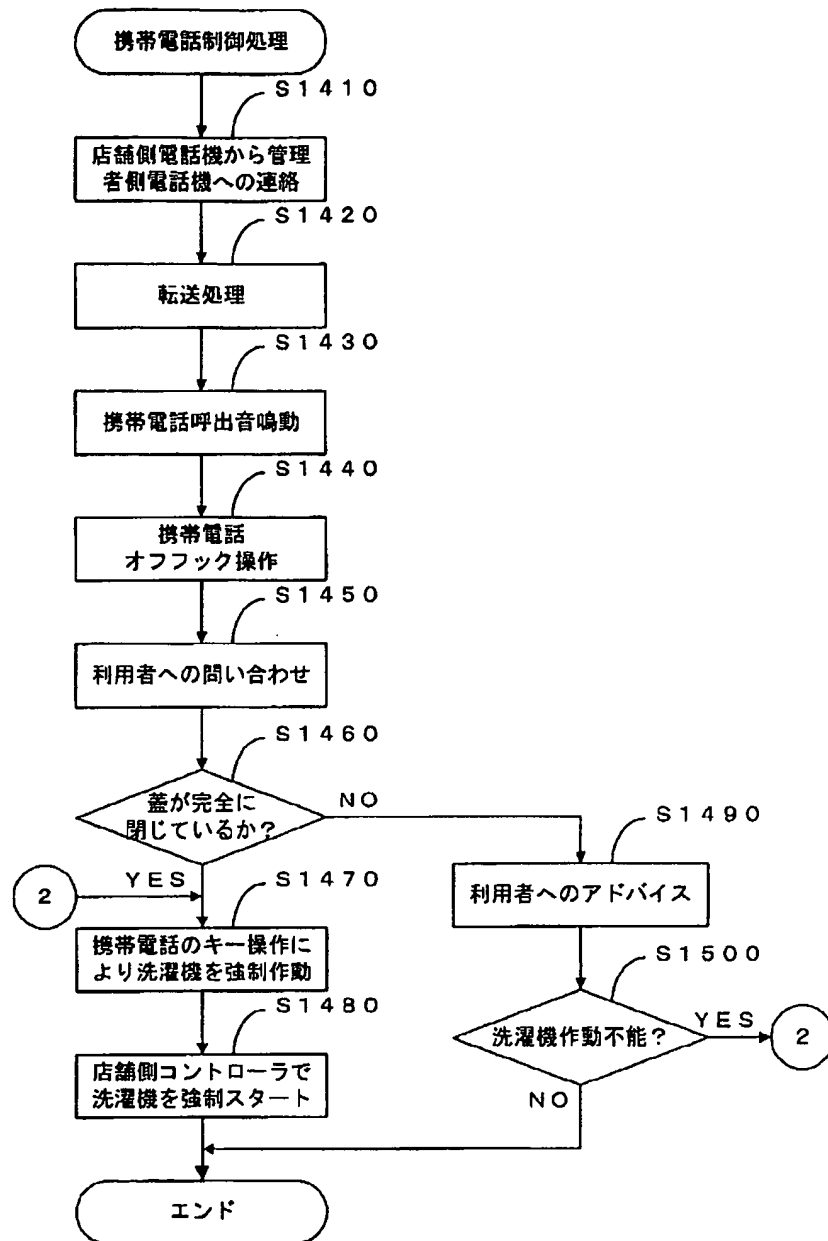 携帯電話制御処理
S1410
店舗側電話機から管理
者側電話機への連絡
S1420
転送処理
S1430
携帯電話呼出音鳴動
S1440
携帯電話
オフフック操作
S1450
利用者への問い合わせ
S1460
蓋が完全に
閉じているか?
NO
YES
2
S1470
携帯電話のキー操作に
より洗濯機を強制作動
S1480
店舗側コントローラで
洗濯機を強制スタート
S1490
利用者へのアドバイス
S1500
洗濯機作動不能?
YES
2
NO
エンド